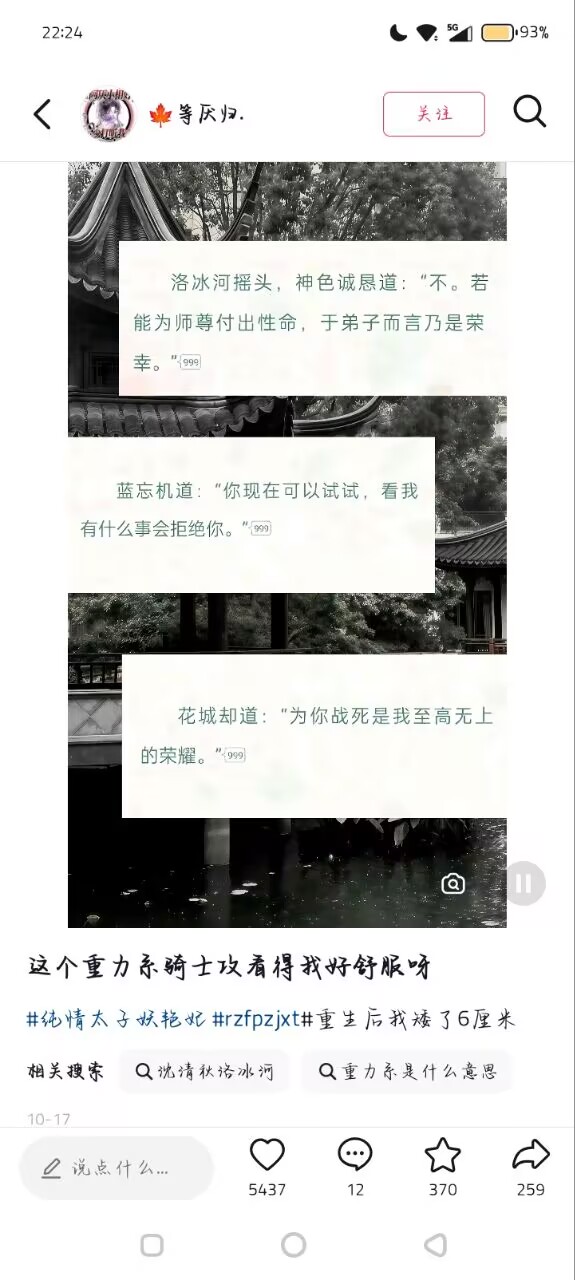 22:24
5G
93%
🍁等厌归.
关注
洛冰河摇头，神色诚恳道：“不。若
能为师尊付出性命，于弟子而言乃是荣
幸。”999
蓝忘机道：“你现在可以试试，看我
有什么事会拒绝你。”999
花城却道：“为你战死是我至高无上
的荣耀。”999
这个重力系骑士攻看得我好舒服呀
#纯情太子妖艳妃 #rzfpzjxt#重生后我矮了6厘米
相关搜索
沈清秋洛冰河
重力系是什么意思
10-17
说点什么...
5437
12
370
259